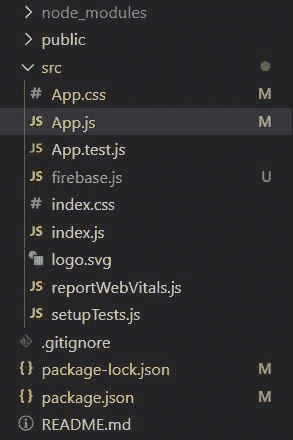 node_modules
public
src
# App.css M
JS App.js M
JS App.test.js
JS firebase.js U
# index.css
JS index.js
logo.svg
JS reportWebVitals.js
JS setupTests.js
.gitignore
{} package-lock.json M
{} package.json M
README.md